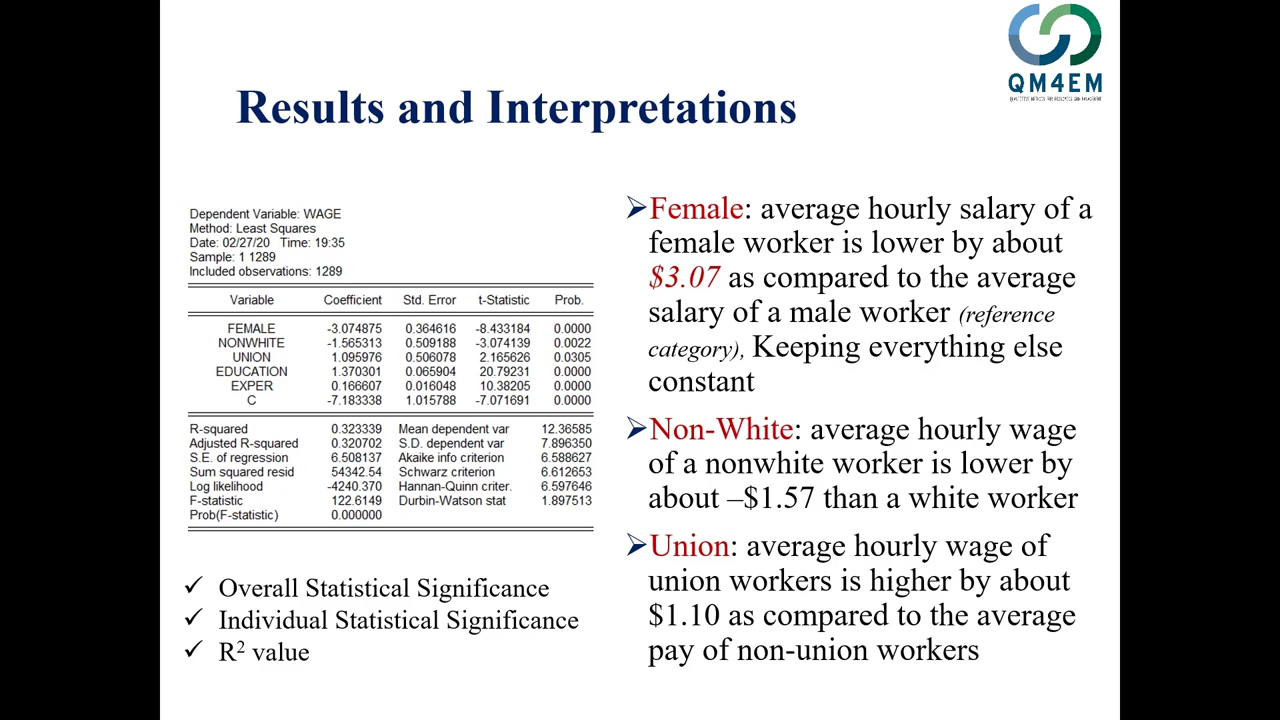 QM4EM
Results and Interpretations
Dependent Variable: WAGE
Method: Least Squares
Date: 02/27/20 Time: 19:35
Sample: 1 1289
Included observations: 1289
Variable Coefficient Std. Error t-Statistic Prob.
FEMALE -3.074875 0.364616 -8.433184 0.0000
NONWHITE -1.565313 0.509188 -3.074139 0.0022
UNION 1.095976 0.506078 2.165626 0.0305
EDUCATION 1.370301 0.065904 20.79231 0.0000
EXPER 0.166607 0.016048 10.38205 0.0000
C -7.183338 1.015788 -7.071691 0.0000
R-squared 0.323339 Mean dependent var 12.36585
Adjusted R-squared 0.320702 S.D. dependent var 7.896350
S.E. of regression 6.508137 Akaike info criterion 6.588627
Sum squared resid 54342.54 Schwarz criterion 6.612653
Log likelihood -4240.370 Hannan-Quinn criter. 6.597646
F-statistic 122.6149 Durbin-Watson stat 1.897513
Prob(F-statistic) 0.000000
✓ Overall Statistical Significance
✓ Individual Statistical Significance
✓ R² value
➢Female: average hourly salary of a
female worker is lower by about
$3.07 as compared to the average
salary of a male worker (reference
category), Keeping everything else
constant
➢Non-White: average hourly wage
of a nonwhite worker is lower by
about –$1.57 than a white worker
➢Union: average hourly wage of
union workers is higher by about
$1.10 as compared to the average
pay of non-union workers